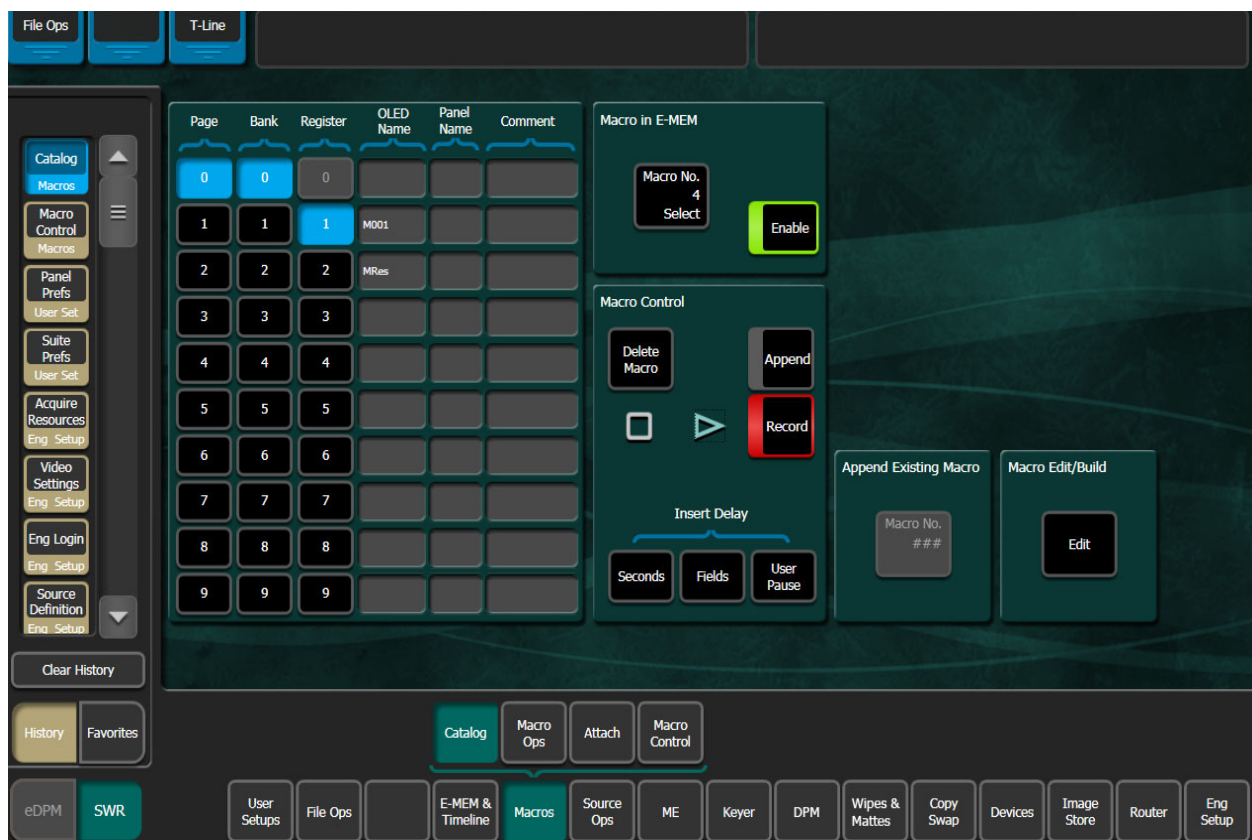 File Ops
T-Line
Catalog
Macros
Macro
Control
Macros
Panel
Prefs
User Set
Suite
Prefs
User Set
Acquire
Resources
Eng Setup
Video
Settings
Eng Setup
Eng Login
Eng Setup
Source
Definition
Eng Setup
Clear History
History
Favorites
eDPM
SWR
Page
Bank
Register
OLED
Name
Panel
Name
Comment
0
0
0
1
1
1
M001
2
2
2
MRes
3
3
3
4
4
4
5
5
5
6
6
6
7
7
7
8
8
8
9
9
9
Macro in E-MEM
Macro No.
4
Select
Enable
Macro Control
Delete
Macro
Append
Record
Insert Delay
Seconds
Fields
User
Pause
Append Existing Macro
Macro No.
###
Macro Edit/Build
Edit
Catalog
Macro
Ops
Attach
Macro
Control
User
Setups
File Ops
E-MEM &
Timeline
Macros
Source
Ops
ME
Keyer
DPM
Wipes &
Mattes
Copy
Swap
Devices
Image
Store
Router
Eng
Setup